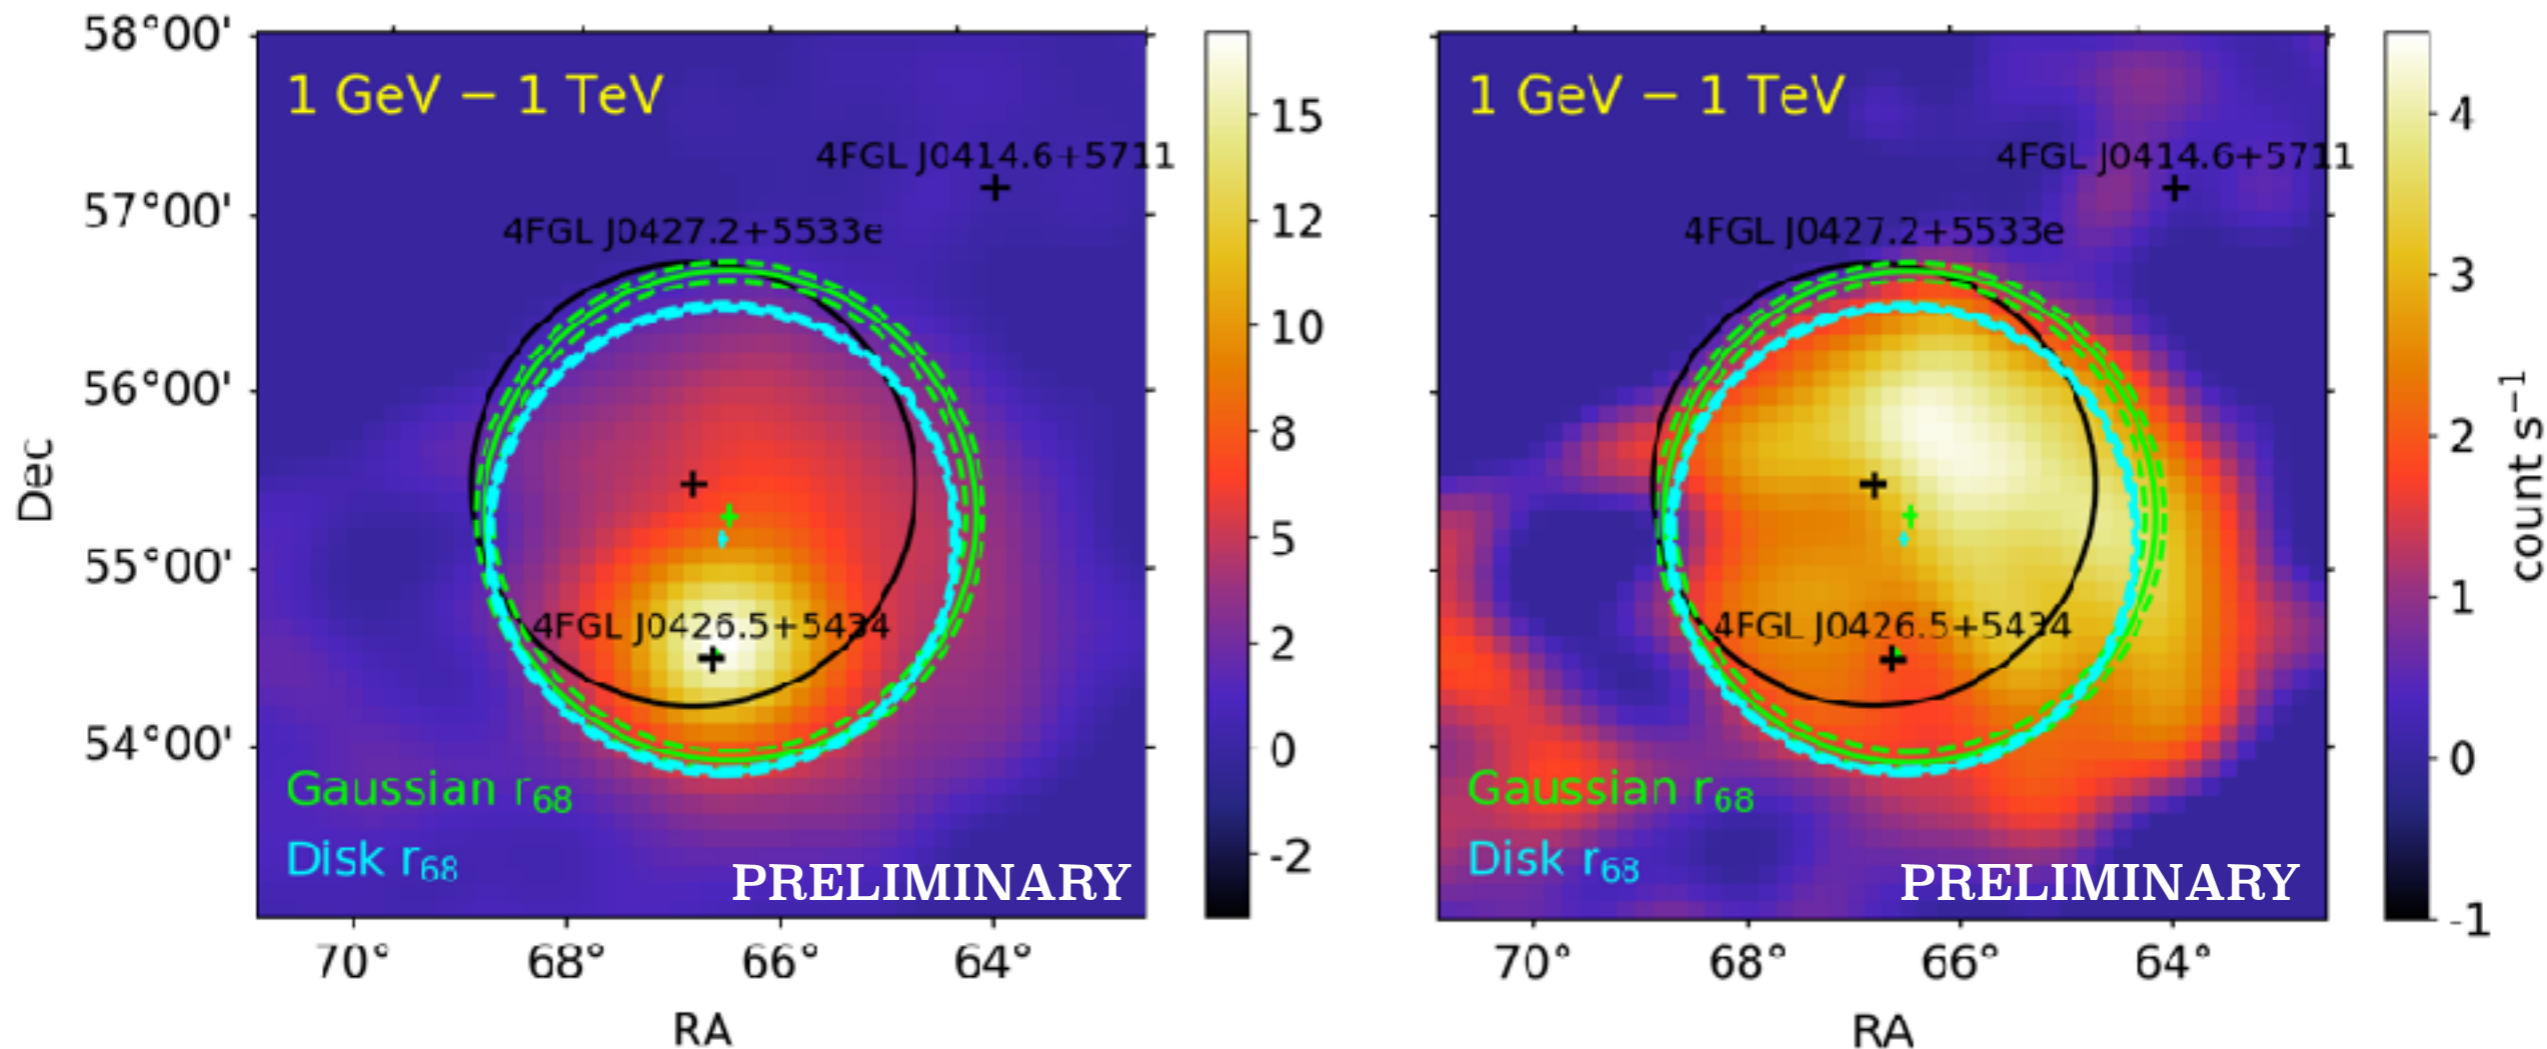 58°00'
57°00'
56°00'
55°00'
54°00'
Dec
1 GeV − 1 TeV
4FGL J0414.6+5711
4FGL J0427.2+5533e
4FGL J0426.5+5434
Gaussian r68
Disk r68
PRELIMINARY
70°
68°
66°
64°
RA
15
12
10
8
5
2
0
-2
1 GeV − 1 TeV
4FGL J0414.6+5711
4FGL J0427.2+5533e
4FGL J0426.5+5434
Gaussian r68
Disk r68
PRELIMINARY
70°
68°
66°
64°
RA
4
3
2
1
0
-1
count s−1